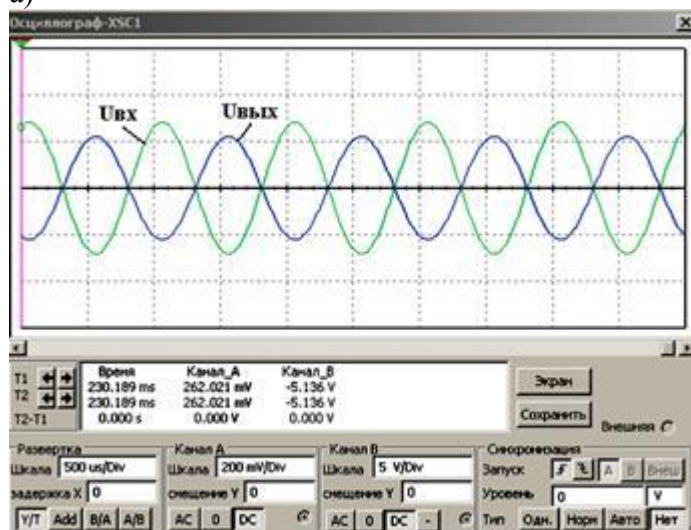 а)
Осциллограф-XSC1
Uвх Uвых
Время Канал_А Канал_В
T1 230.189 ms 262.021 mV -5.136 V
T2 230.189 ms 262.021 mV -5.136 V
T2-T1 0.000 s 0.000 V 0.000 V
Экран
Сохранить
Внешняя
Развертка
Шкала 500 us/Div
задержка X 0
Y/T Add B/A A/B
Канал А
Шкала 200 mV/Div
смещение Y 0
AC 0 DC
Канал В
Шкала 5 V/Div
смещение Y 0
AC 0 DC -
Синхронизация
Запуск A B Внеш
Уровень 0 V
Тип Одн. Норм Авто Нет